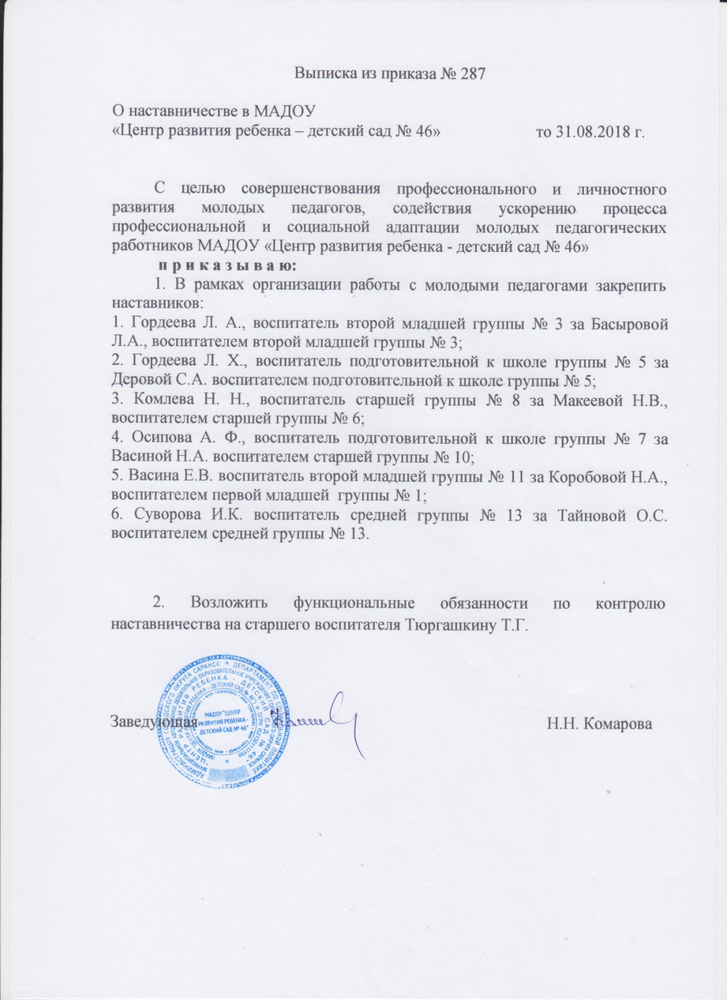 Выписка из приказа № 287
О наставничестве в МАДОУ
«Центр развития ребенка – детский сад № 46» то 31.08.2018 г.
С целью совершенствования профессионального и личностного
развития молодых педагогов, содействия ускорению процесса
профессиональной и социальной адаптации молодых педагогических
работников МАДОУ «Центр развития ребенка - детский сад № 46»
п р и к а з ы в а ю:
1. В рамках организации работы с молодыми педагогами закрепить
наставников:
1. Гордеева Л. А., воспитатель второй младшей группы № 3 за Басыровой
Л.А., воспитателем второй младшей группы № 3;
2. Гордеева Л. Х., воспитатель подготовительной к школе группы № 5 за
Деровой С.А. воспитателем подготовительной к школе группы № 5;
3. Комлева Н. Н., воспитатель старшей группы № 8 за Макеевой Н.В.,
воспитателем старшей группы № 6;
4. Осипова А. Ф., воспитатель подготовительной к школе группы № 7 за
Васиной Н.А. воспитателем старшей группы № 10;
5. Васина Е.В. воспитатель второй младшей группы № 11 за Коробовой Н.А.,
воспитателем первой младшей группы № 1;
6. Суворова И.К. воспитатель средней группы № 13 за Тайновой О.С.
воспитателем средней группы № 13.
2. Возложить функциональные обязанности по контролю
наставничества на старшего воспитателя Тюргашкину Т.Г.
Заведующая Н.Н. Комарова
МАДОУ "ЦЕНТР
РАЗВИТИЯ РЕБЕНКА-
ДЕТСКИЙ САД № 46"